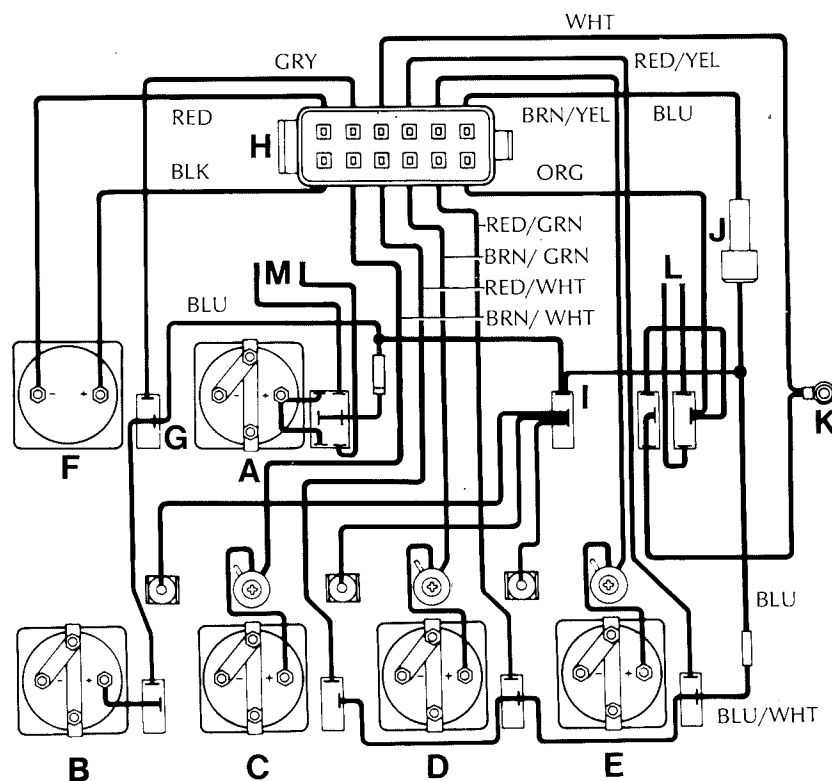 WHT
GRY
RED/YEL
RED
BRN/YEL
BLU
H
BLK
ORG
RED/GRN
J
BRN/ GRN
M
L
RED/WHT
BLU
BRN/ WHT
- +
- +
I
K
G
F
A
BLU
- +
- +
- +
- +
BLU/WHT
B
C
D
E